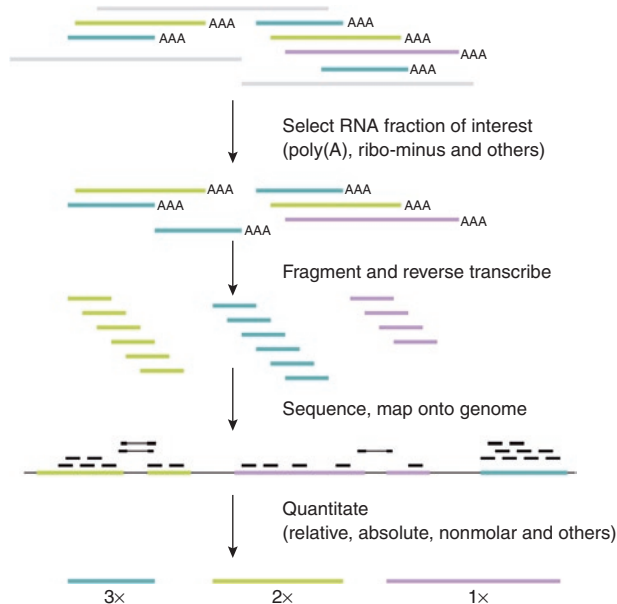 AAA
AAA
AAA
AAA
AAA
AAA
AAA
Select RNA fraction of interest
(poly(A), ribo-minus and others)
AAA
AAA
AAA
AAA
AAA
AAA
Fragment and reverse transcribe
Sequence, map onto genome
Quantitate
(relative, absolute, nonmolar and others)
3×
2×
1×